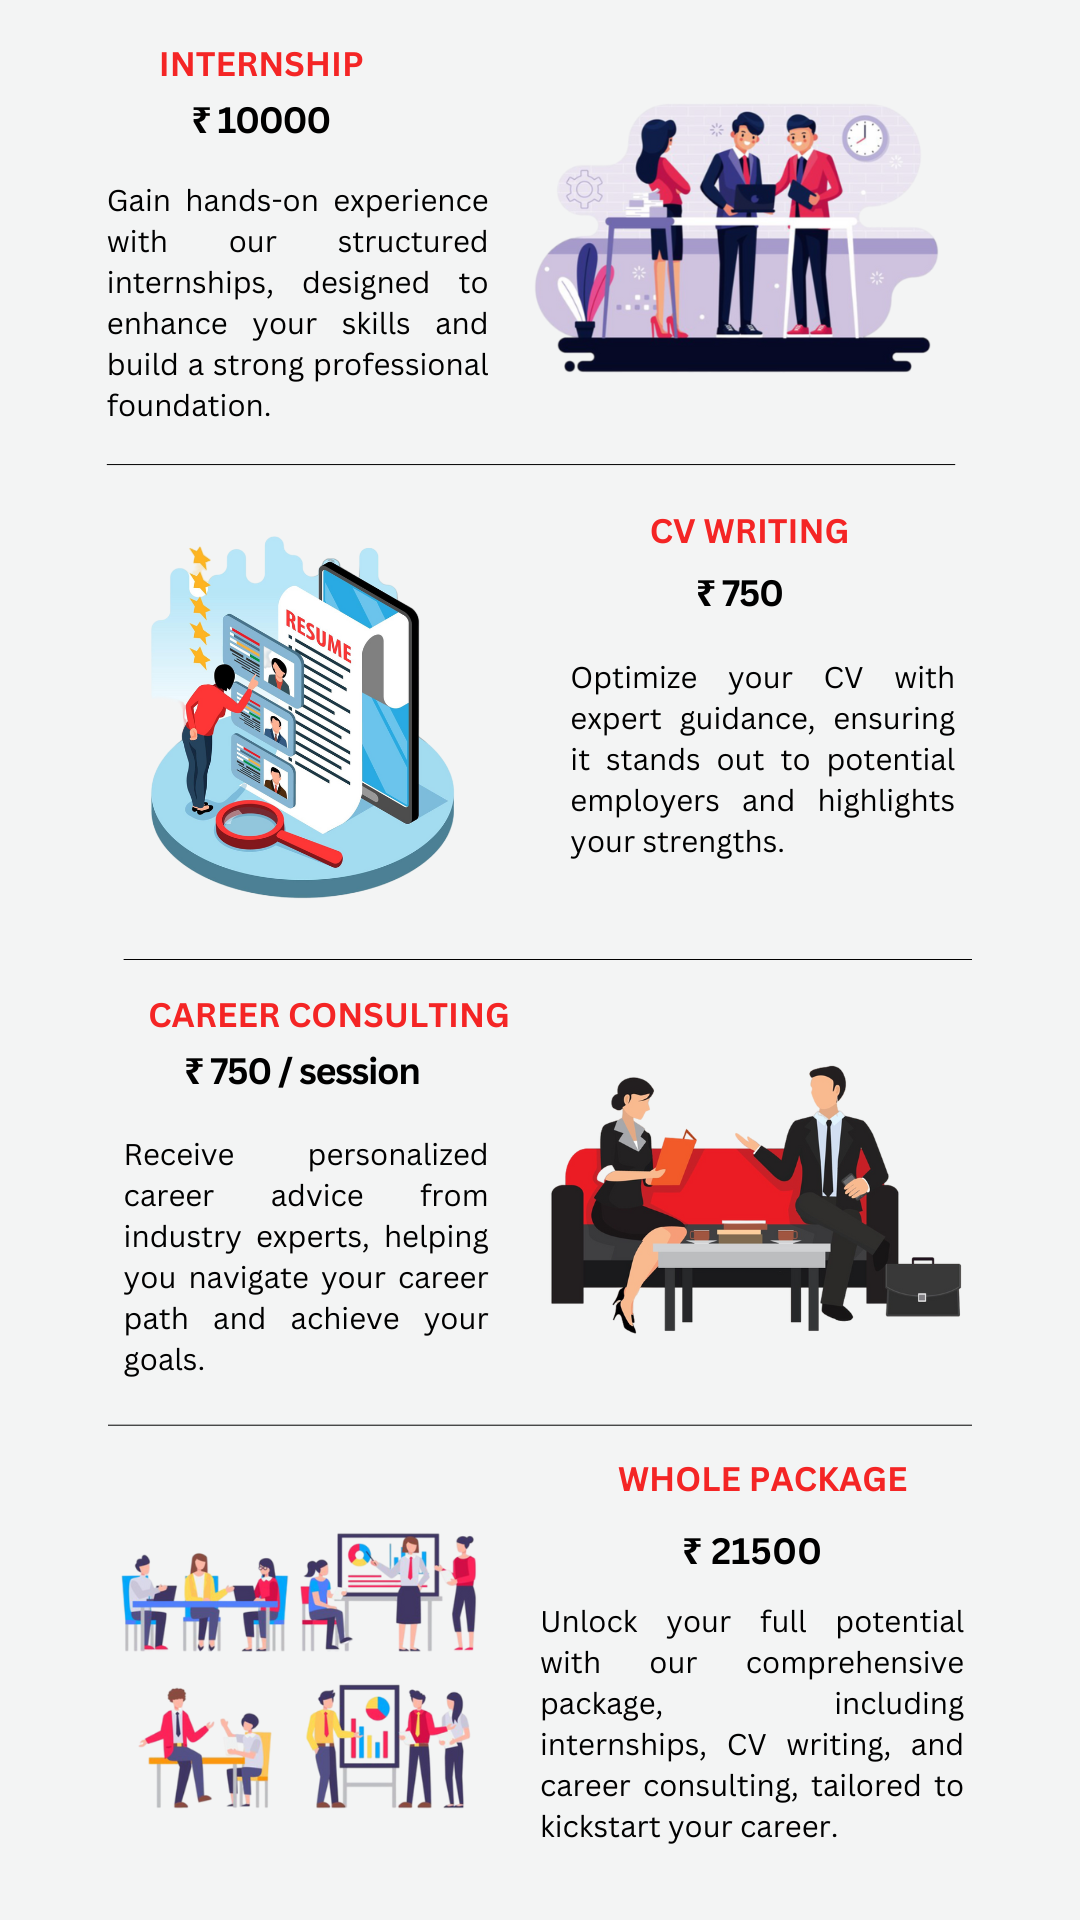 INTERNSHIP
₹ 10000
Gain hands-on experience
with our structured
internships, designed to
enhance your skills and
build a strong professional
foundation.
CV WRITING
₹ 750
RESUME
Optimize your CV with
expert guidance, ensuring
it stands out to potential
employers and highlights
your strengths.
CAREER CONSULTING
₹ 750 / session
Receive personalized
career advice from
industry experts, helping
you navigate your career
path and achieve your
goals.
WHOLE PACKAGE
₹ 21500
Unlock your full potential
with our comprehensive
package, including
internships, CV writing, and
career consulting, tailored to
kickstart your career.